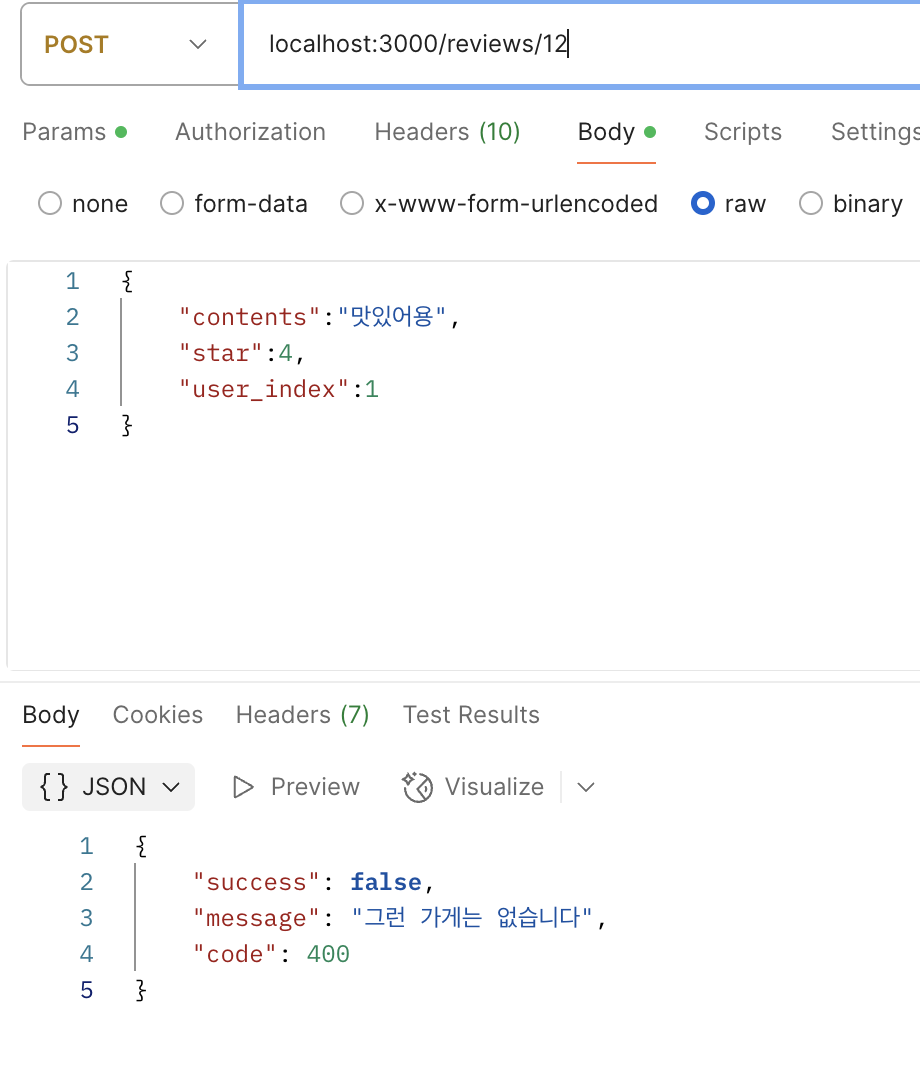 POST localhost:3000/reviews/12
Params Authorization Headers (10) Body Scripts Settings
none form-data x-www-form-urlencoded raw binary
1 {
2 "contents":"맛있어용",
3 "star":4,
4 "user_index":1
5 }
Body Cookies Headers (7) Test Results
{} JSON Preview Visualize
1 {
2 "success": false,
3 "message": "그런 가게는 없습니다",
4 "code": 400
5 }